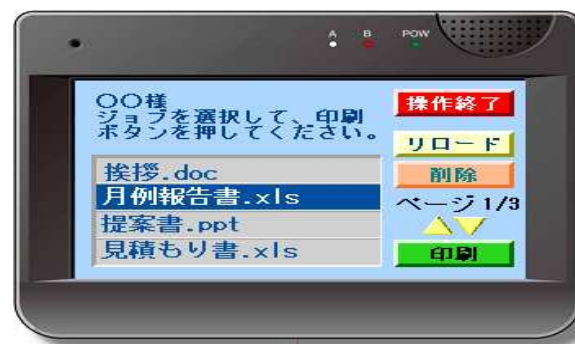 A B POW
〇〇様
ジョブを選択して、印刷
ボタンを押してください。
挨拶.doc
月例報告書.xls
提案書.ppt
見積もり書.xls
操作終了
リロード
削除
ページ 1/3
印刷